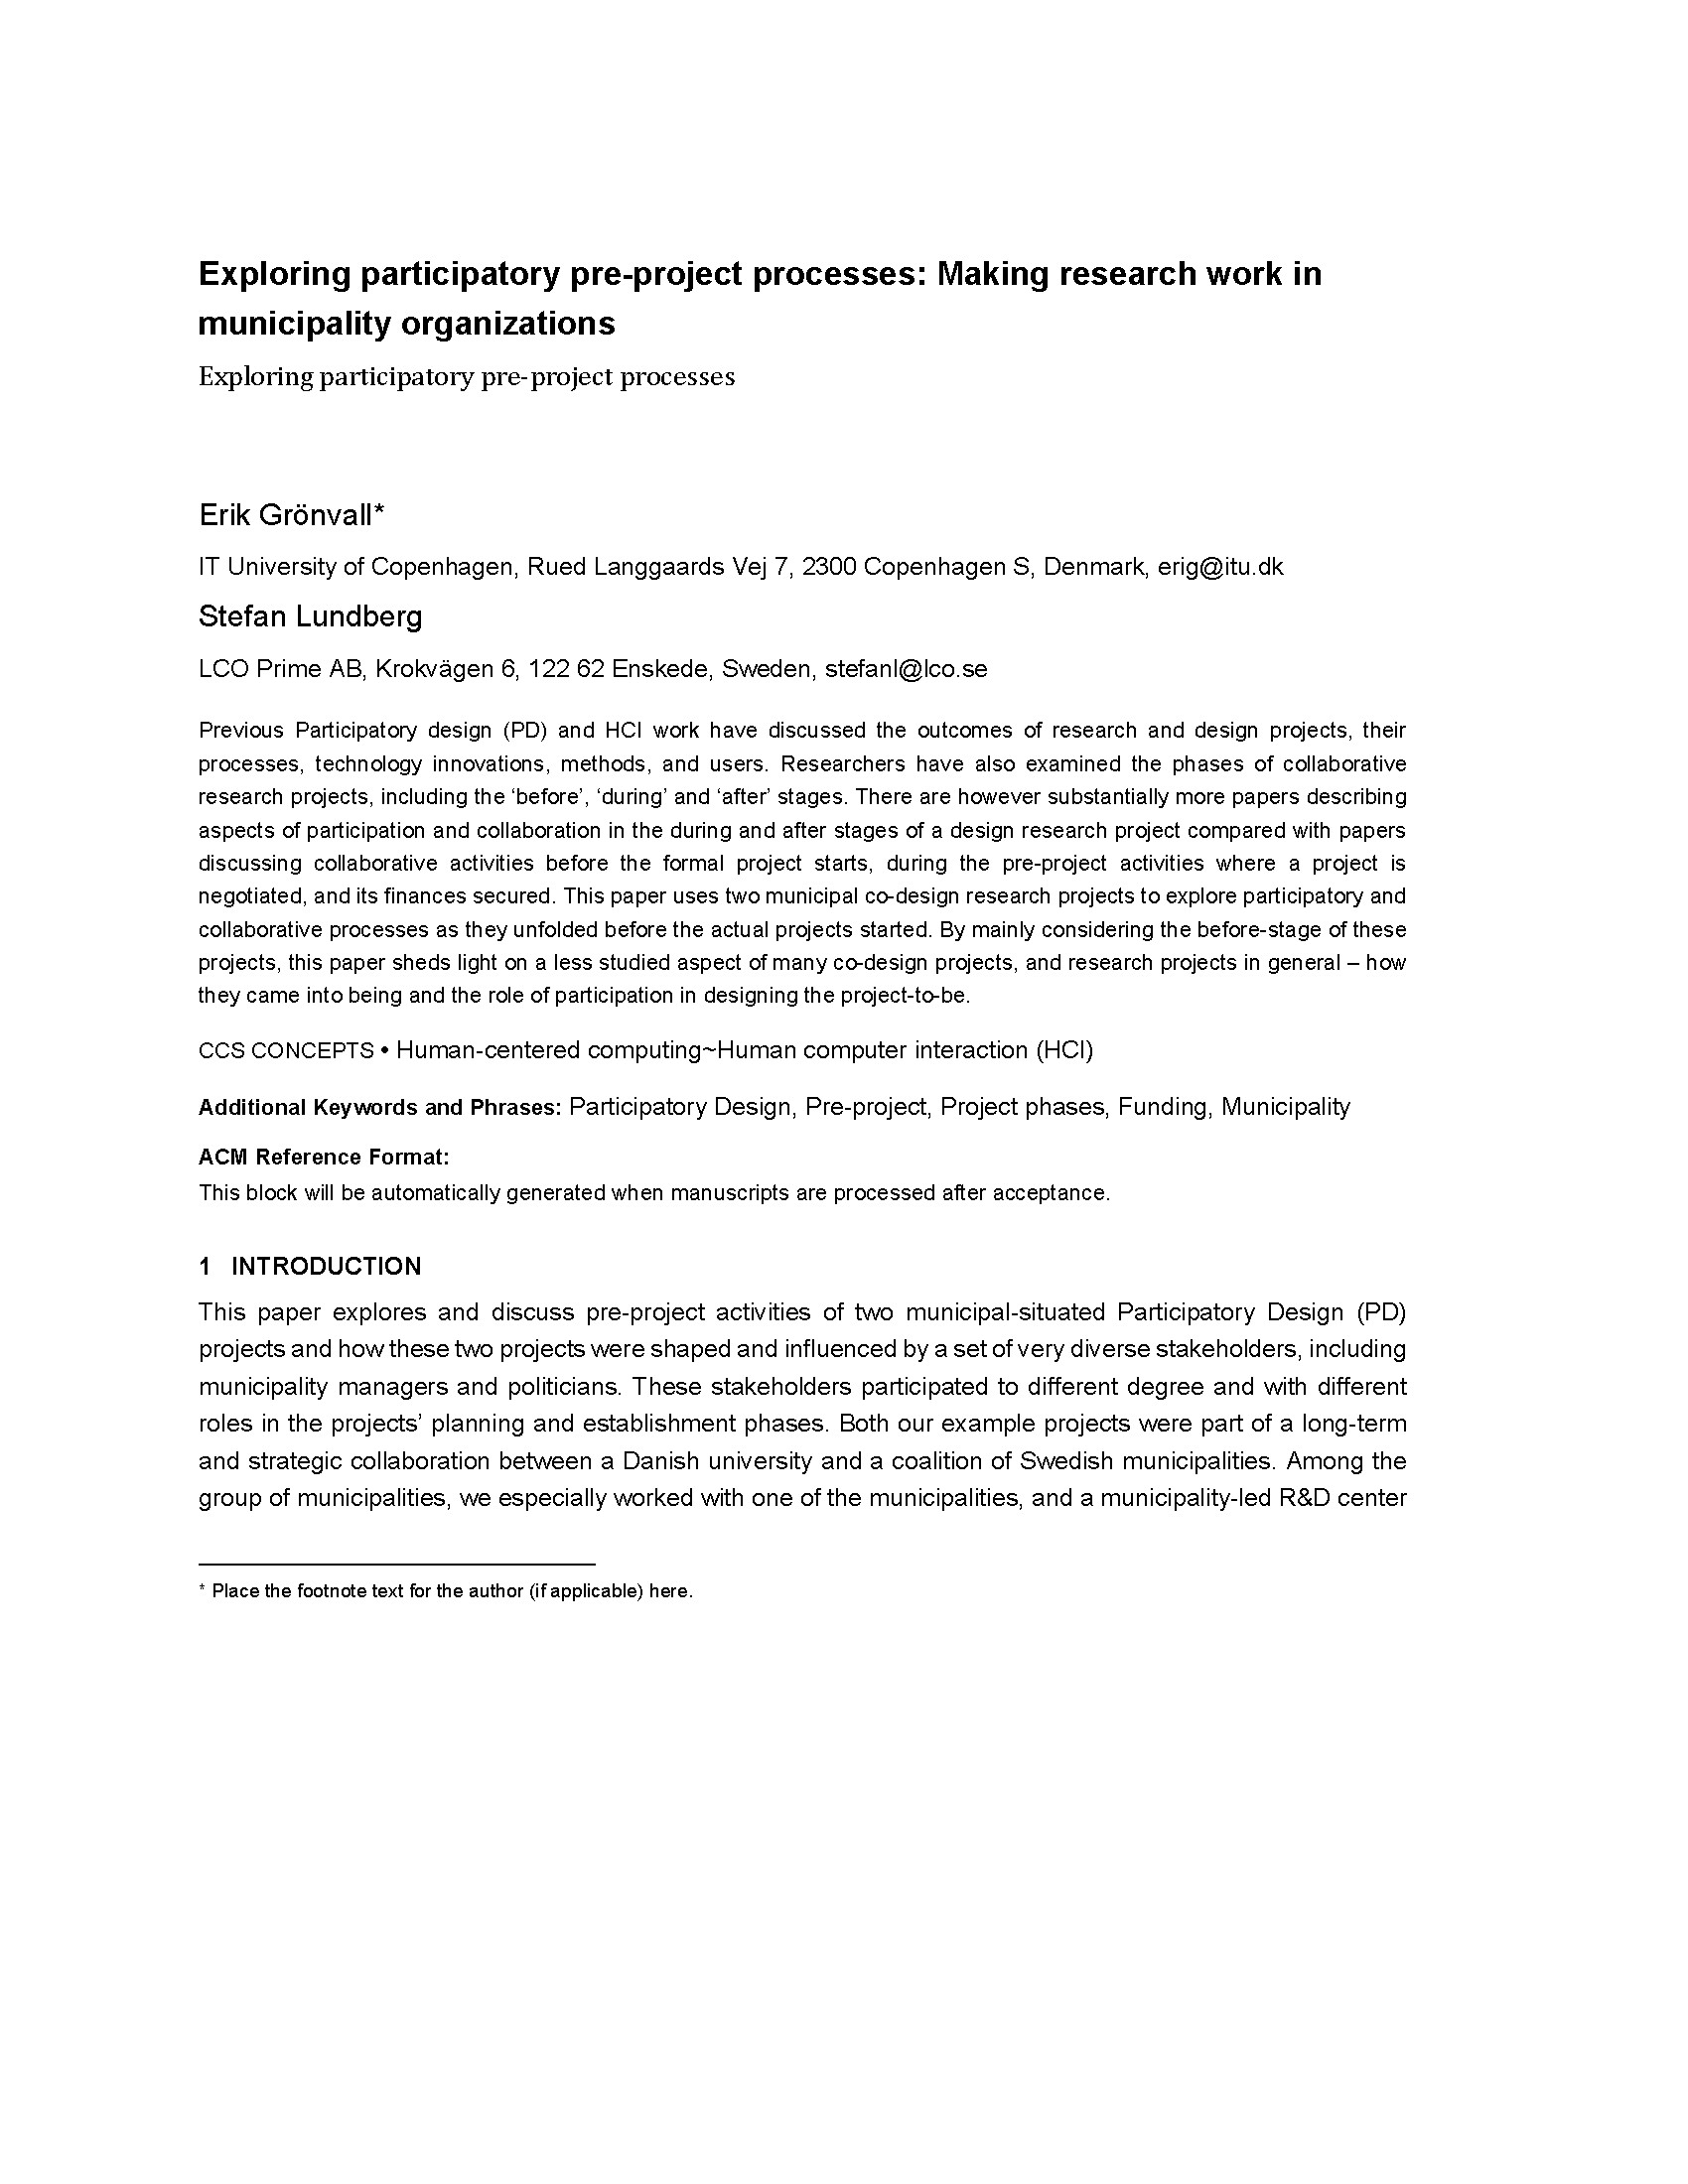 Exploring participatory pre-project processes: Making research work in
municipality organizations
Exploring participatory pre-project processes
Erik Grönvall*
IT University of Copenhagen, Rued Langgaards Vej 7, 2300 Copenhagen S, Denmark, erig@itu.dk
Stefan Lundberg
LCO Prime AB, Krokvägen 6, 122 62 Enskede, Sweden, stefanl@lco.se
Previous Participatory design (PD) and HCI work have discussed the outcomes of research and design projects, their
processes, technology innovations, methods, and users. Researchers have also examined the phases of collaborative
research projects, including the ‘before’, ‘during’ and ‘after’ stages. There are however substantially more papers describing
aspects of participation and collaboration in the during and after stages of a design research project compared with papers
discussing collaborative activities before the formal project starts, during the pre-project activities where a project is
negotiated, and its finances secured. This paper uses two municipal co-design research projects to explore participatory and
collaborative processes as they unfolded before the actual projects started. By mainly considering the before-stage of these
projects, this paper sheds light on a less studied aspect of many co-design projects, and research projects in general – how
they came into being and the role of participation in designing the project-to-be.
CCS CONCEPTS • Human-centered computing~Human computer interaction (HCI)
Additional Keywords and Phrases: Participatory Design, Pre-project, Project phases, Funding, Municipality
ACM Reference Format:
This block will be automatically generated when manuscripts are processed after acceptance.
1 INTRODUCTION
This paper explores and discuss pre-project activities of two municipal-situated Participatory Design (PD)
projects and how these two projects were shaped and influenced by a set of very diverse stakeholders, including
municipality managers and politicians. These stakeholders participated to different degree and with different
roles in the projects’ planning and establishment phases. Both our example projects were part of a long-term
and strategic collaboration between a Danish university and a coalition of Swedish municipalities. Among the
group of municipalities, we especially worked with one of the municipalities, and a municipality-led R&D center
* Place the footnote text for the author (if applicable) here.